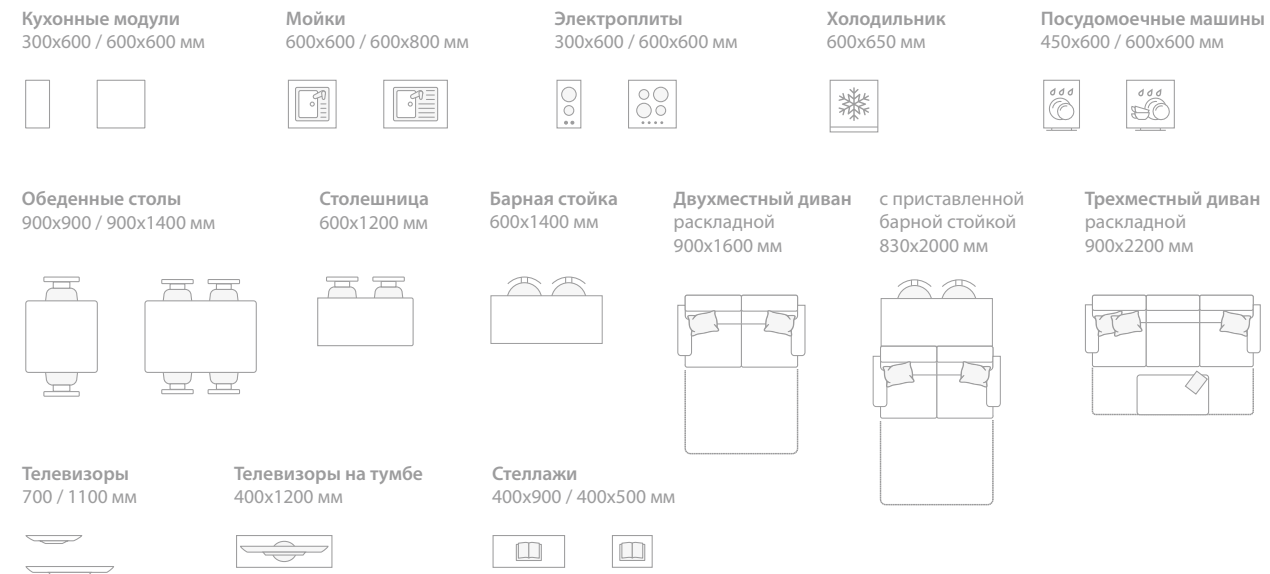 Кухонные модули
300x600 / 600x600 мм
Мойки
600x600 / 600x800 мм
Электроплиты
300x600 / 600x600 мм
Холодильник
600x650 мм
Посудомоечные машины
450x600 / 600x600 мм
Обеденные столы
900x900 / 900x1400 мм
Столешница
600x1200 мм
Барная стойка
600x1400 мм
Двухместный диван
раскладной
900x1600 мм
с приставленной
барной стойкой
830x2000 мм
Трехместный диван
раскладной
900x2200 мм
Телевизоры
700 / 1100 мм
Телевизоры на тумбе
400x1200 мм
Стеллажи
400x900 / 400x500 мм